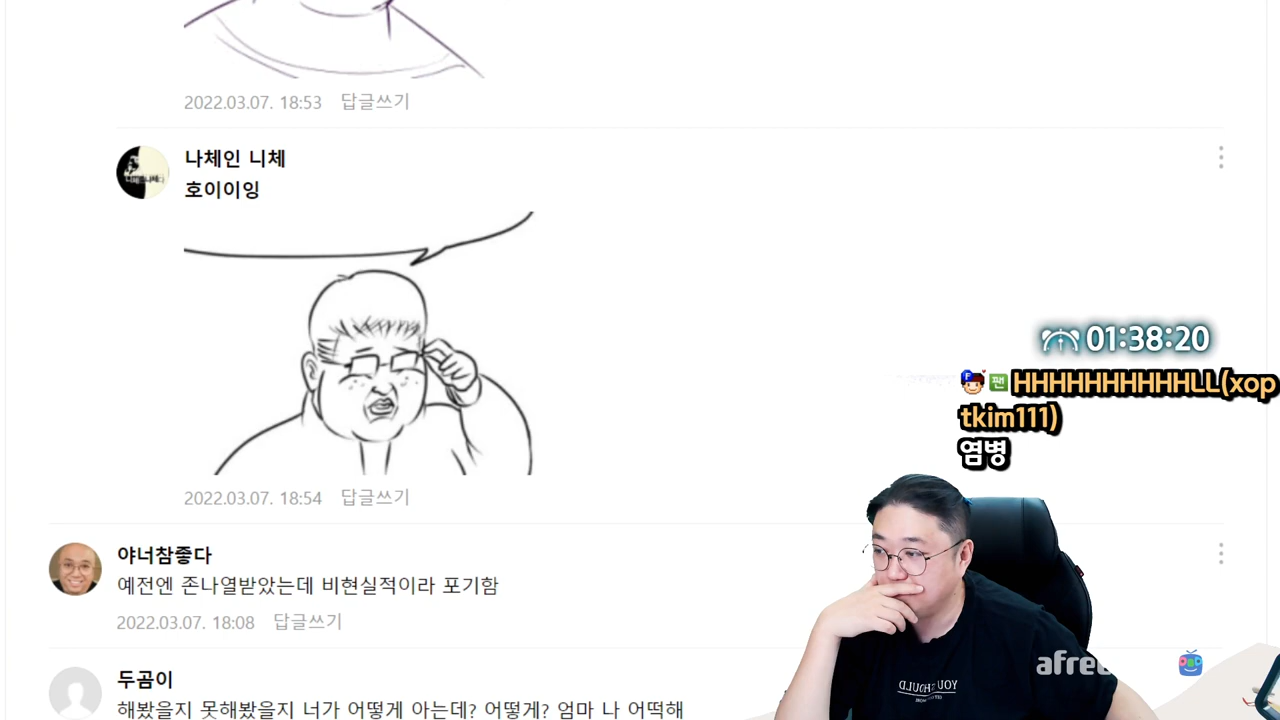 2022.03.07. 18:53 답글쓰기
나체인 니체
호이이잉
2022.03.07. 18:54 답글쓰기
01:38:20
팬 HHHHHHHHHHLL(xop
tkim111)
염병
야너참좋다
예전엔 존나열받았는데 비현실적이라 포기함
2022.03.07. 18:08 답글쓰기
두곰이
해봤을지 못해봤을지 너가 어떻게 아는데? 어떻게? 엄마 나 어떡해
YOU SHOULD